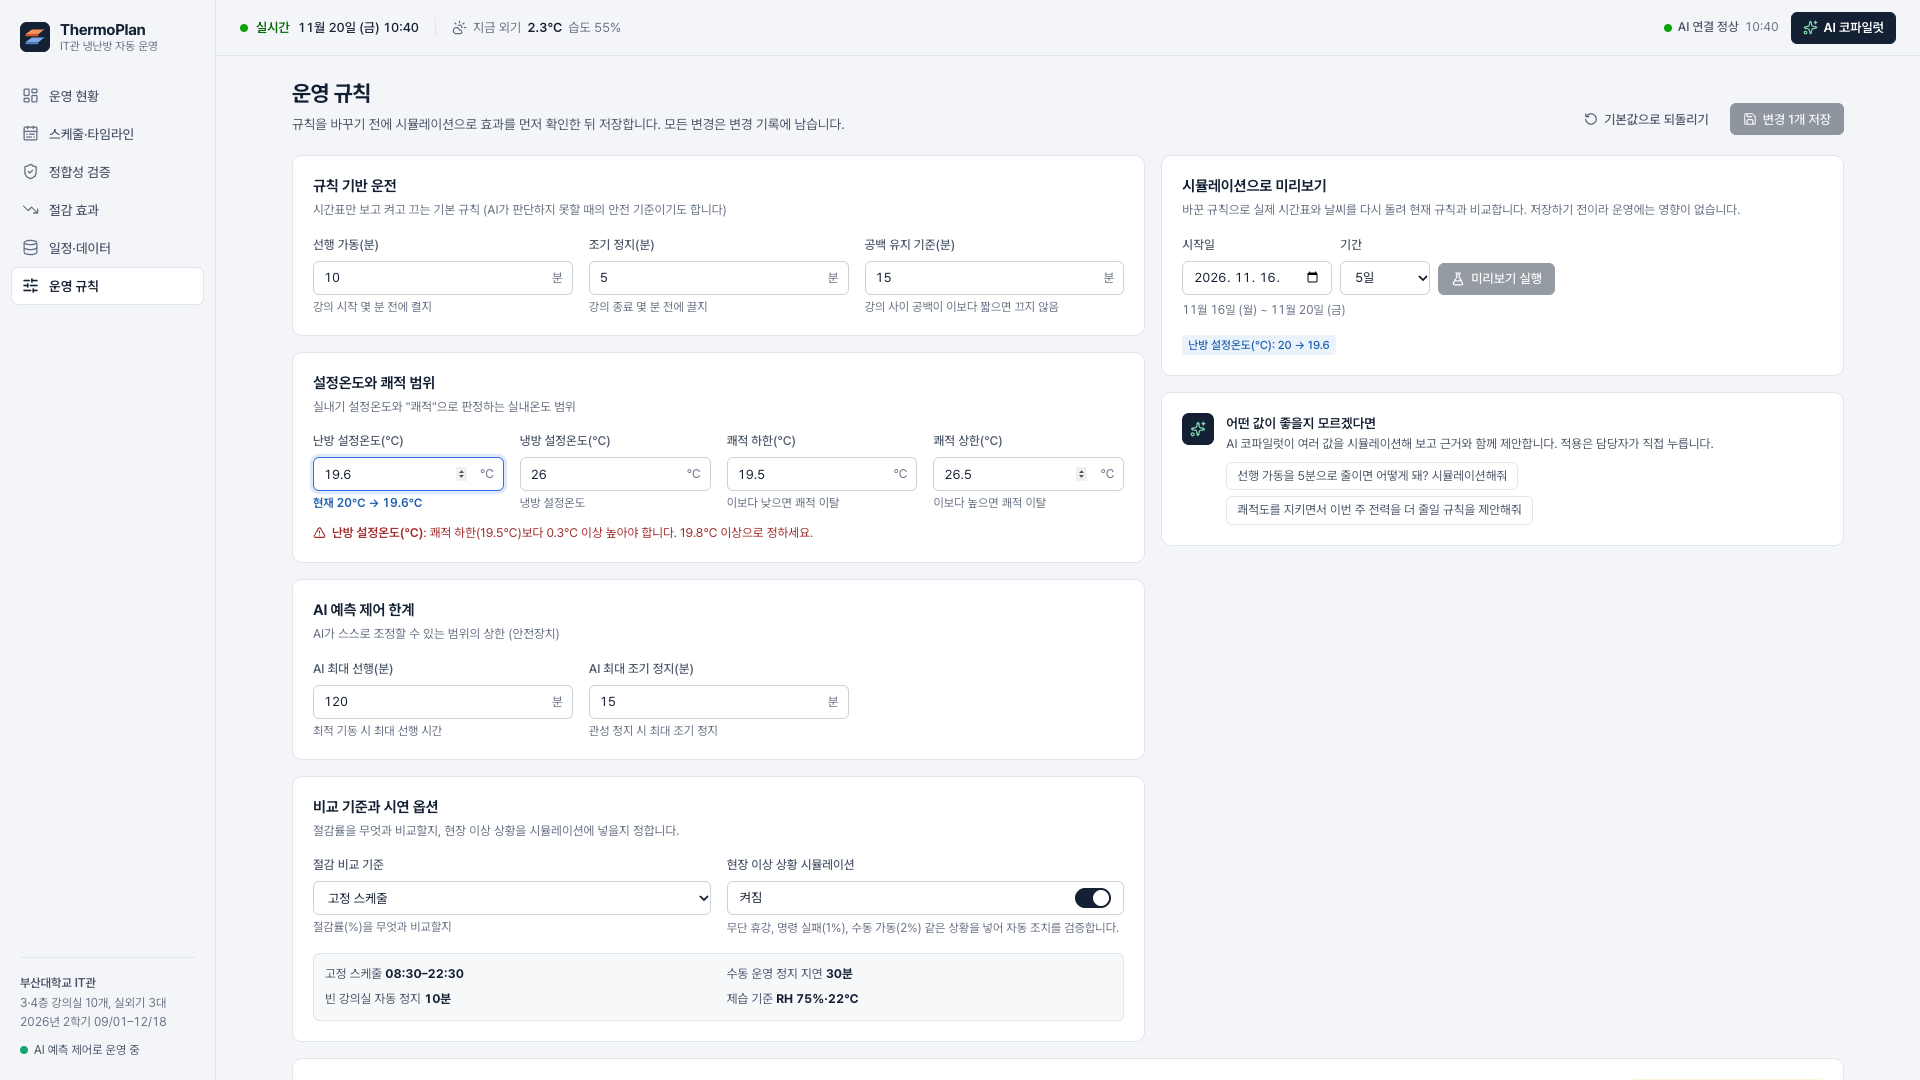 ThermoPlan
IT관 냉난방 자동 운영
운영 현황
스케줄·타임라인
정합성 검증
절감 효과
일정·데이터
운영 규칙
부산대학교 IT관
3·4층 강의실 10개, 실외기 3대
2026년 2학기 09/01–12/18
AI 예측 제어로 운영 중
실시간 11월 20일 (금) 10:40 지금 외기 2.3°C 습도 55%
AI 연결 정상 10:40 AI 코파일럿
운영 규칙
규칙을 바꾸기 전에 시뮬레이션으로 효과를 먼저 확인한 뒤 저장합니다. 모든 변경은 변경 기록에 남습니다.
기본값으로 되돌리기 변경 1개 저장
규칙 기반 운전
시간표만 보고 켜고 끄는 기본 규칙 (AI가 판단하지 못할 때의 안전 기준이기도 합니다)
선행 가동(분) 조기 정지(분) 공백 유지 기준(분)
10 분 5 분 15 분
강의 시작 몇 분 전에 켤지 강의 종료 몇 분 전에 끌지 강의 사이 공백이 이보다 짧으면 끄지 않음
설정온도와 쾌적 범위
실내기 설정온도와 "쾌적"으로 판정하는 실내온도 범위
난방 설정온도(°C) 냉방 설정온도(°C) 쾌적 하한(°C) 쾌적 상한(°C)
19.6 °C 26 °C 19.5 °C 26.5 °C
현재 20°C → 19.6°C 냉방 설정온도 이보다 낮으면 쾌적 이탈 이보다 높으면 쾌적 이탈
난방 설정온도(°C): 쾌적 하한(19.5°C)보다 0.3°C 이상 높아야 합니다. 19.8°C 이상으로 정하세요.
AI 예측 제어 한계
AI가 스스로 조정할 수 있는 범위의 상한 (안전장치)
AI 최대 선행(분) AI 최대 조기 정지(분)
120 분 15 분
최적 기동 시 최대 선행 시간 관성 정지 시 최대 조기 정지
비교 기준과 시연 옵션
절감률을 무엇과 비교할지, 현장 이상 상황을 시뮬레이션에 넣을지 정합니다.
절감 비교 기준 현장 이상 상황 시뮬레이션
고정 스케줄 켜짐
절감률(%)을 무엇과 비교할지 무단 휴강, 명령 실패(1%), 수동 가동(2%) 같은 상황을 넣어 자동 조치를 검증합니다.
고정 스케줄 08:30–22:30 수동 운영 정지 지연 30분
빈 강의실 자동 정지 10분 제습 기준 RH 75%·22°C
시뮬레이션으로 미리보기
바꾼 규칙으로 실제 시간표와 날씨를 다시 돌려 현재 규칙과 비교합니다. 저장하기 전이라 운영에는 영향이 없습니다.
시작일 기간
2026. 11. 16. 5일 미리보기 실행
11월 16일 (월) ~ 11월 20일 (금)
난방 설정온도(°C): 20 → 19.6
어떤 값이 좋을지 모르겠다면
AI 코파일럿이 여러 값을 시뮬레이션해 보고 근거와 함께 제안합니다. 적용은 담당자가 직접 누릅니다.
선행 가동을 5분으로 줄이면 어떻게 돼? 시뮬레이션해줘
쾌적도를 지키면서 이번 주 전력을 더 줄일 규칙을 제안해줘